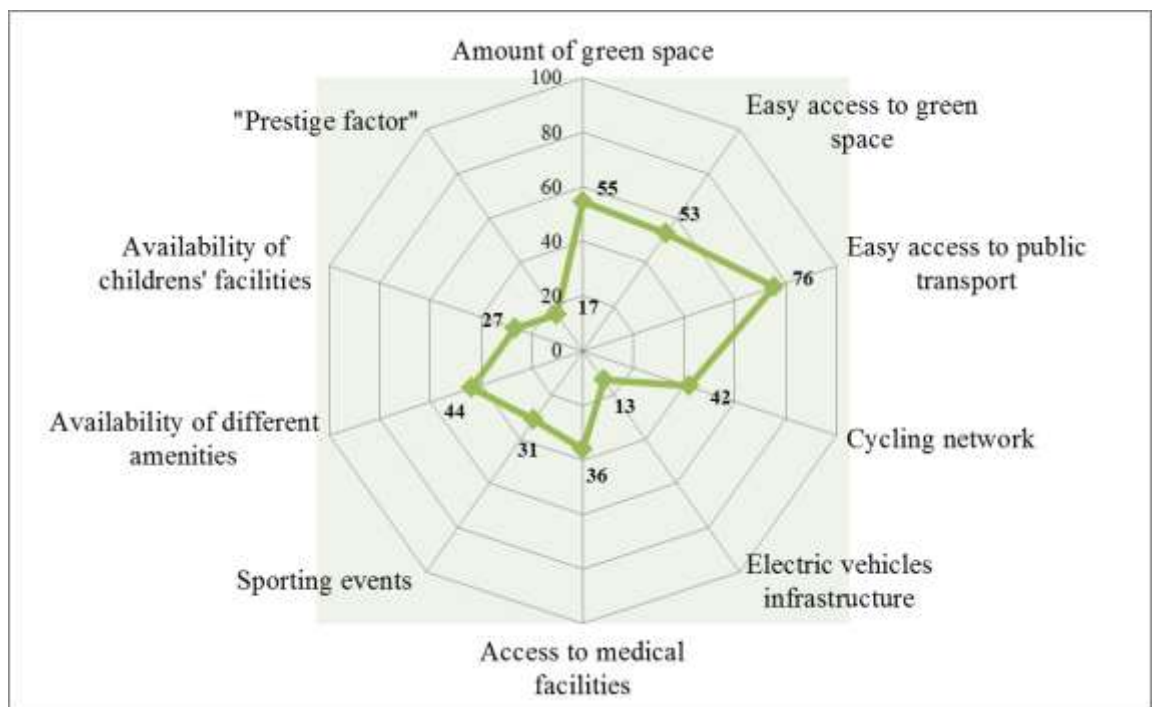 Amount of green space
100
Easy access to green
space
"Prestige factor"
80
60
55
53
40
Availability of
childrens' facilities
Easy access to public
transport
76
20
17
27
0
13
42
44
Availability of different
amenities
31
36
Cycling network
Sporting events
Electric vehicles
infrastructure
Access to medical
facilities